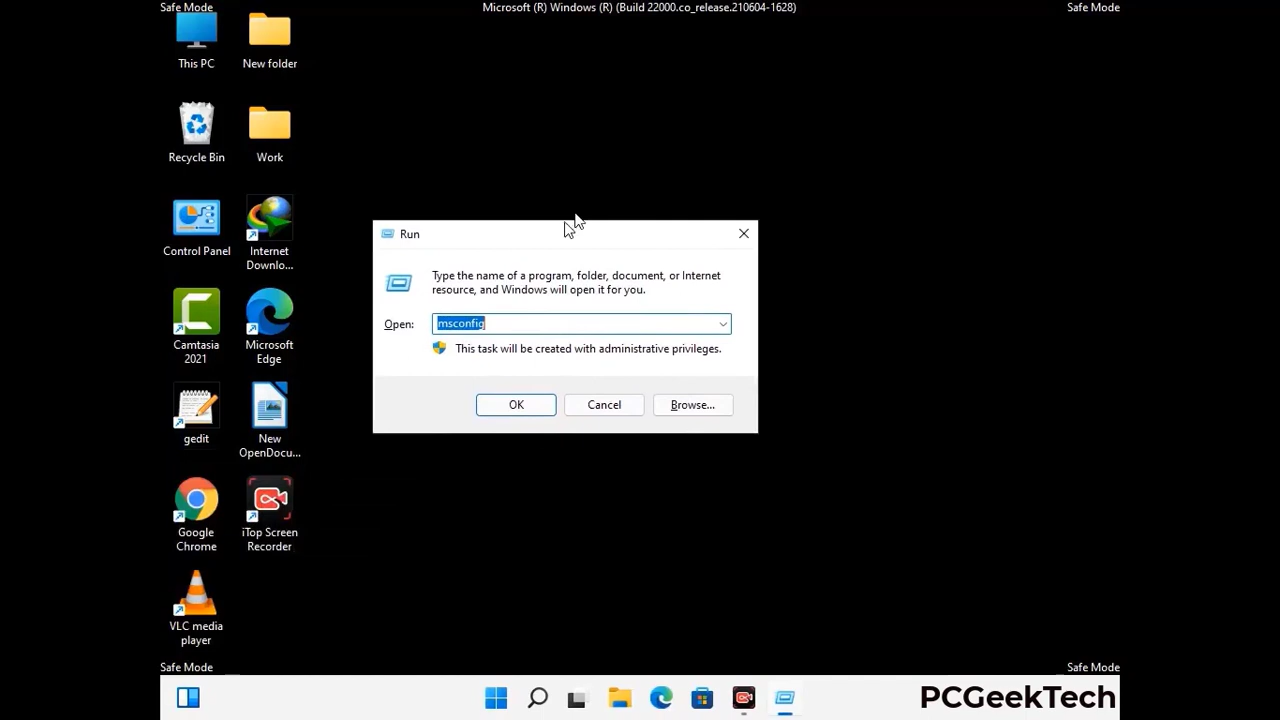 Safe Mode
Microsoft (R) Windows (R) (Build 22000.co_release.210604-1628)
Safe Mode
This PC
New folder
Recycle Bin
Work
Control Panel
Internet
Downlo...
Camtasia
2021
Microsoft
Edge
gedit
New
OpenDocu...
Google
Chrome
iTop Screen
Recorder
VLC media
player
Run
Type the name of a program, folder, document, or Internet
resource, and Windows will open it for you.
Open:
msconfig
This task will be created with administrative privileges.
OK
Cancel
Browse...
Safe Mode
Safe Mode
PCGeekTech